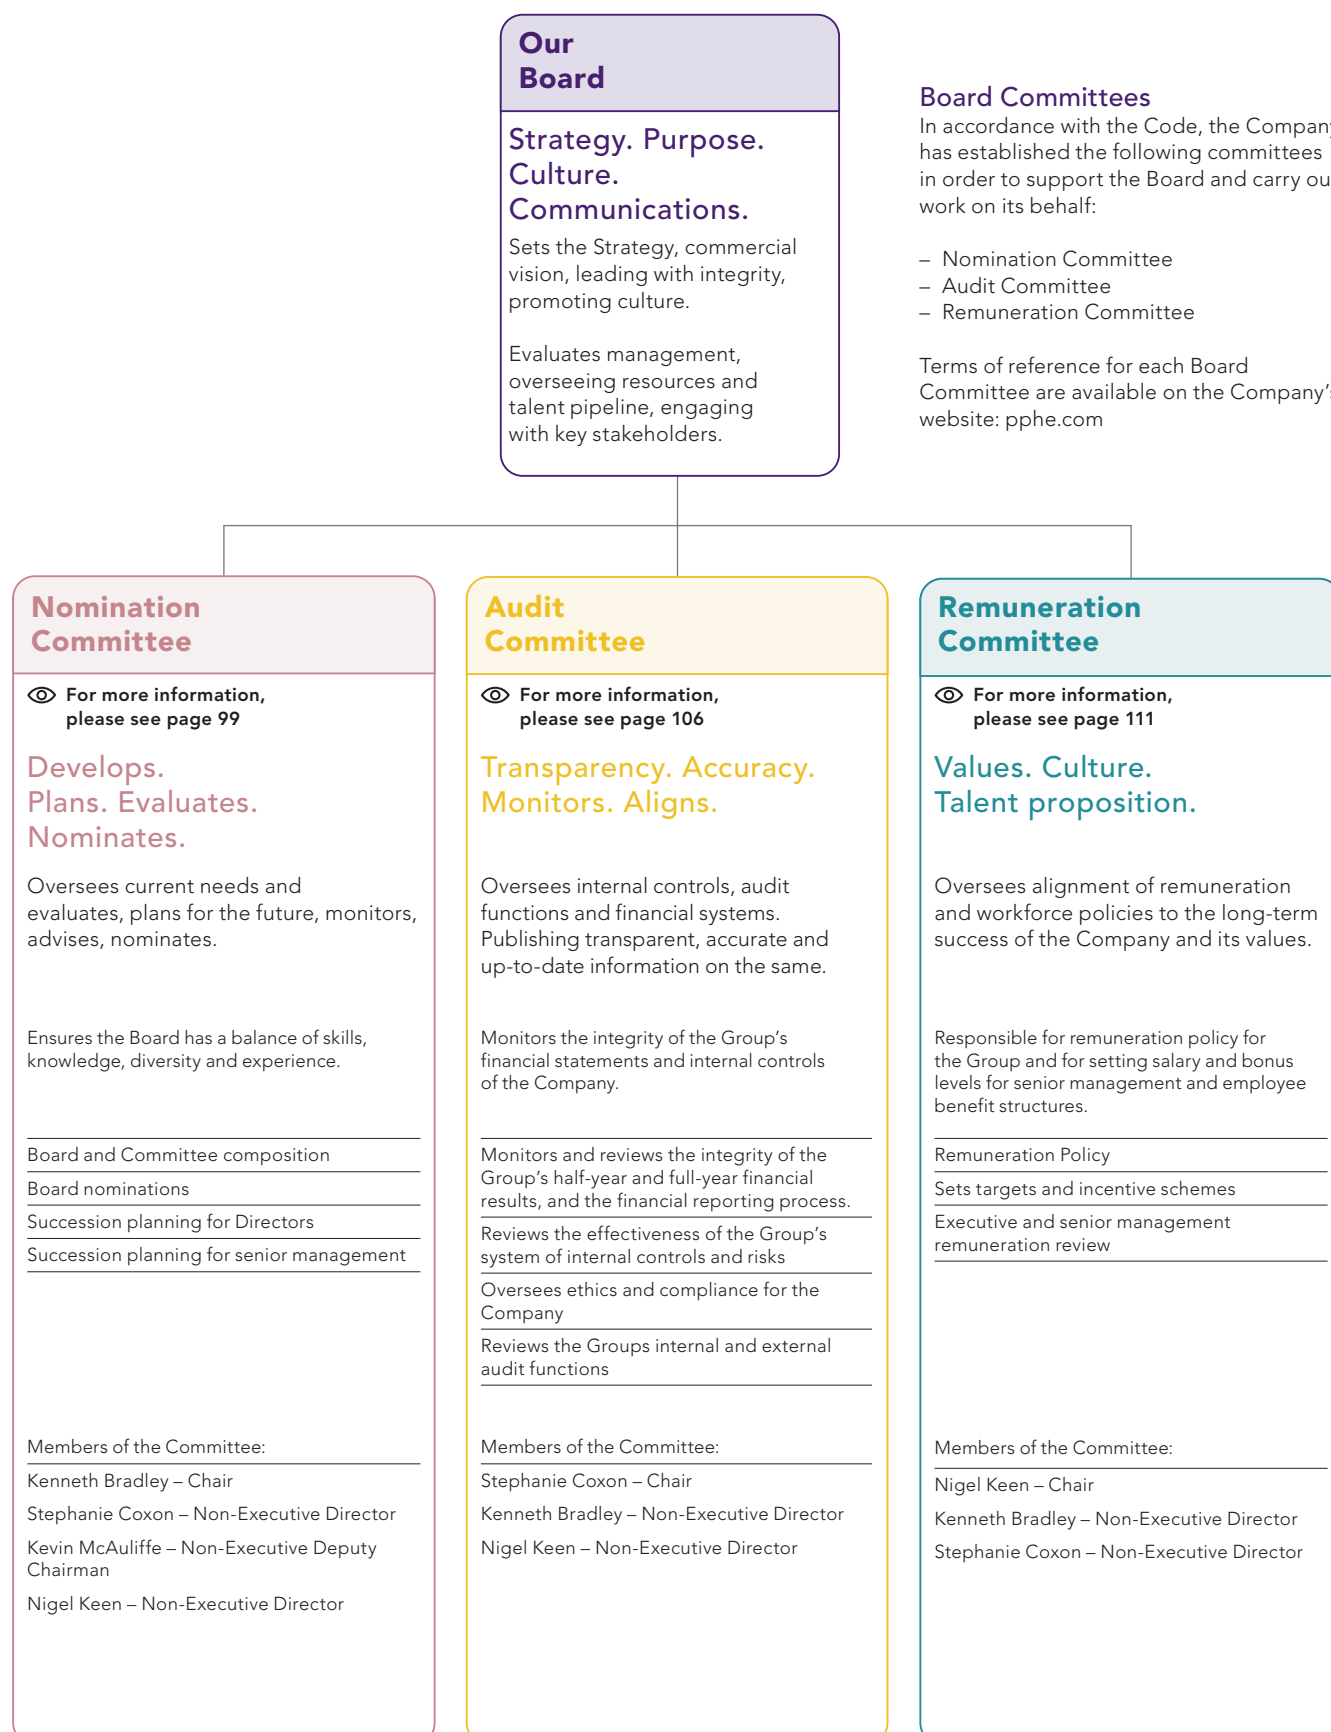 Our
Board
Strategy. Purpose.
Culture.
Communications.
Sets the Strategy, commercial
vision, leading with integrity,
promoting culture.
Evaluates management,
overseeing resources and
talent pipeline, engaging
with key stakeholders.
Board Committees
In accordance with the Code, the Company
has established the following committees
in order to support the Board and carry ou
work on its behalf:
– Nomination Committee
– Audit Committee
– Remuneration Committee
Terms of reference for each Board
Committee are available on the Company's
website: pphe.com
Nomination
Committee
For more information,
please see page 99
Develops.
Plans. Evaluates.
Nominates.
Oversees current needs and
evaluates, plans for the future, monitors,
advises, nominates.
Ensures the Board has a balance of skills,
knowledge, diversity and experience.
Board and Committee composition
Board nominations
Succession planning for Directors
Succession planning for senior management
Members of the Committee:
Kenneth Bradley – Chair
Stephanie Coxon – Non-Executive Director
Kevin McAuliffe – Non-Executive Deputy
Chairman
Nigel Keen – Non-Executive Director
Audit
Committee
For more information,
please see page 106
Transparency. Accuracy.
Monitors. Aligns.
Oversees internal controls, audit
functions and financial systems.
Publishing transparent, accurate and
up-to-date information on the same.
Monitors the integrity of the Group's
financial statements and internal controls
of the Company.
Monitors and reviews the integrity of the
Group's half-year and full-year financial
results, and the financial reporting process.
Reviews the effectiveness of the Group's
system of internal controls and risks
Oversees ethics and compliance for the
Company
Reviews the Groups internal and external
audit functions
Members of the Committee:
Stephanie Coxon – Chair
Kenneth Bradley – Non-Executive Director
Nigel Keen – Non-Executive Director
Remuneration
Committee
For more information,
please see page 111
Values. Culture.
Talent proposition.
Oversees alignment of remuneration
and workforce policies to the long-term
success of the Company and its values.
Responsible for remuneration policy for
the Group and for setting salary and bonus
levels for senior management and employee
benefit structures.
Remuneration Policy
Sets targets and incentive schemes
Executive and senior management
remuneration review
Members of the Committee:
Nigel Keen – Chair
Kenneth Bradley – Non-Executive Director
Stephanie Coxon – Non-Executive Director